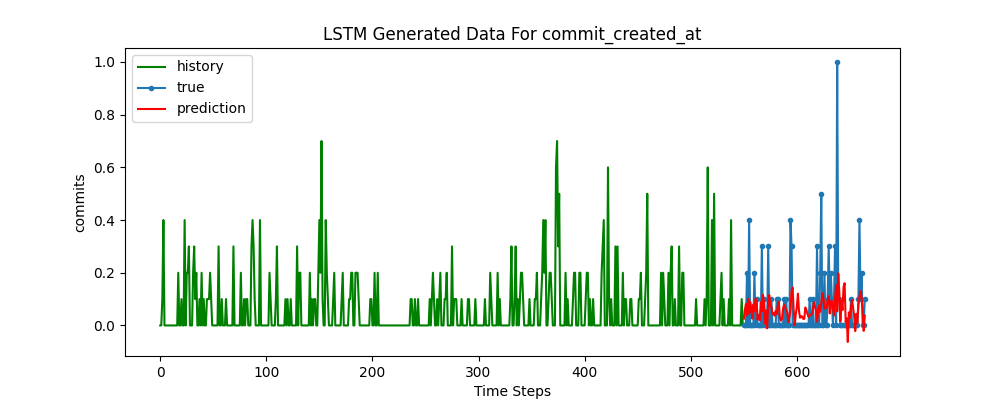 LSTM Generated Data For commit_created_at
history
true
prediction
1.0
0.8
0.6
0.4
0.2
0.0
commits
0 100 200 300 400 500 600
Time Steps